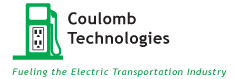 Coulomb
Technologies
Fueling the Electric Transportation Industry